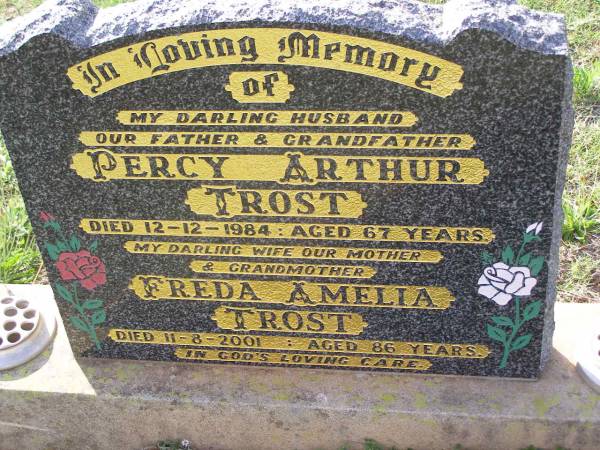 In Loving Memory
of
MY DARLING HUSBAND
OUR FATHER & GRANDFATHER
PERCY ARTHUR
TROST
DIED 12-12-1984 : AGED 67 YEARS.
MY DARLING WIFE OUR MOTHER
& GRANDMOTHER
FREDA AMELIA
TROST
DIED 11-8-2001 : AGED 86 YEARS.
IN GOD'S LOVING CARE.